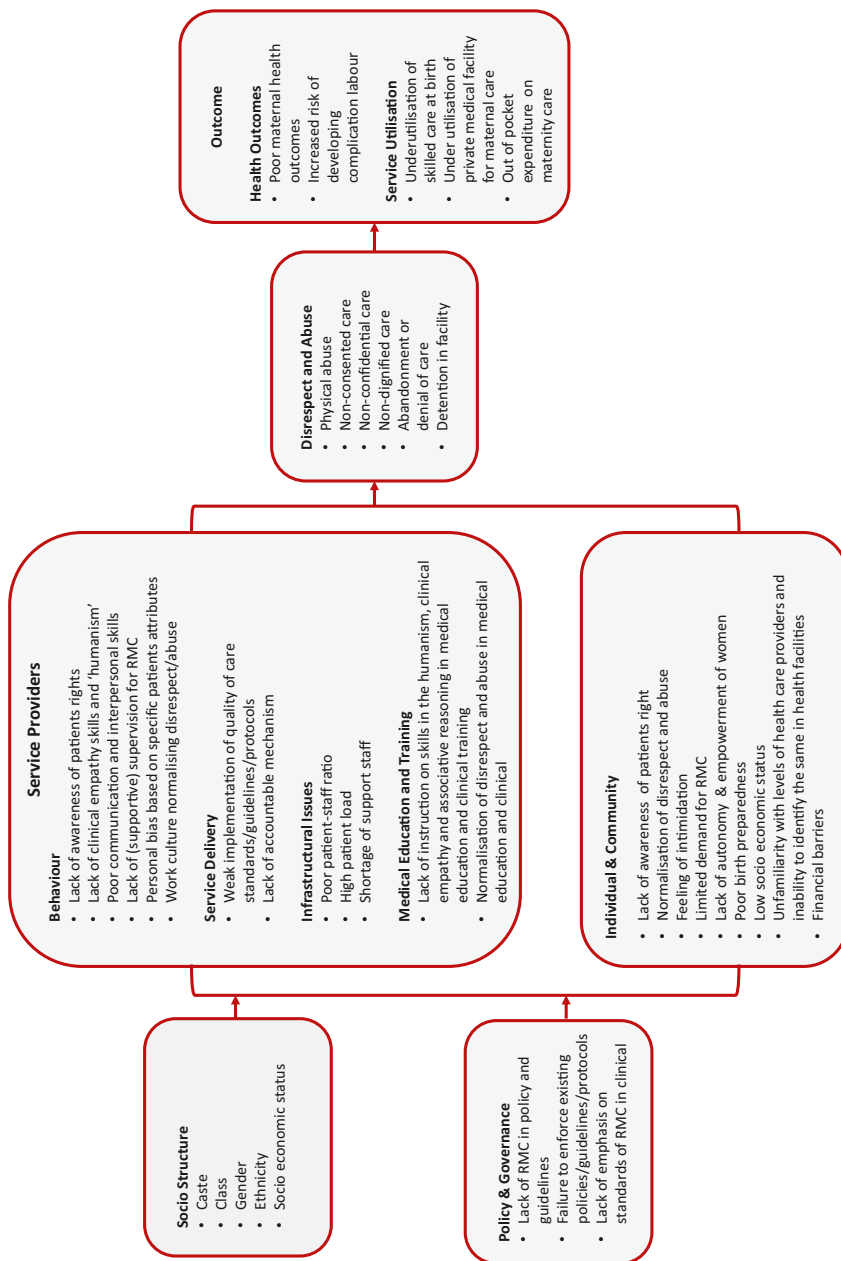 Socio Structure
• Caste
• Class
• Gender
• Ethnicity
• Socio economic status
Policy & Governance
• Lack of RMC in policy and
guidelines
• Failure to enforce existing
policies/guidelines/protocols
• Lack of emphasis on
standards of RMC in clinical
Service Providers
Behaviour
• Lack of awareness of patients rights
• Lack of clinical empathy skills and ‘humanism’
• Poor communication and interpersonal skills
• Lack of (supportive) supervision for RMC
• Personal bias based on specific patients attributes
• Work culture normalising disrespect/abuse
Service Delivery
• Weak implementation of quality of care
standards/guidelines/protocols
• Lack of accountable mechanism
Infrastructural Issues
• Poor patient-staff ratio
• High patient load
• Shortage of support staff
Medical Education and Training
• Lack of instruction on skills in the humanism, clinical
empathy and associative reasoning in medical
education and clinical training
• Normalisation of disrespect and abuse in medical
education and clinical
Individual & Community
• Lack of awareness of patients right
• Normalisation of disrespect and abuse
• Feeling of intimidation
• Limited demand for RMC
• Lack of autonomy & empowerment of women
• Poor birth preparedness
• Low socio economic status
• Unfamiliarity with levels of health care providers and
inability to identify the same in health facilities
• Financial barriers
Disrespect and Abuse
• Physical abuse
• Non-consented care
• Non-confidential care
• Non-dignified care
• Abandonment or
denial of care
• Detention in facility
Outcome
Health Outcomes
• Poor maternal health
outcomes
• Increased risk of
developing
complication labour
Service Utilisation
• Underutilisation of
skilled care at birth
• Under utilisation of
private medical facility
for maternal care
• Out of pocket
expenditure on
maternity care